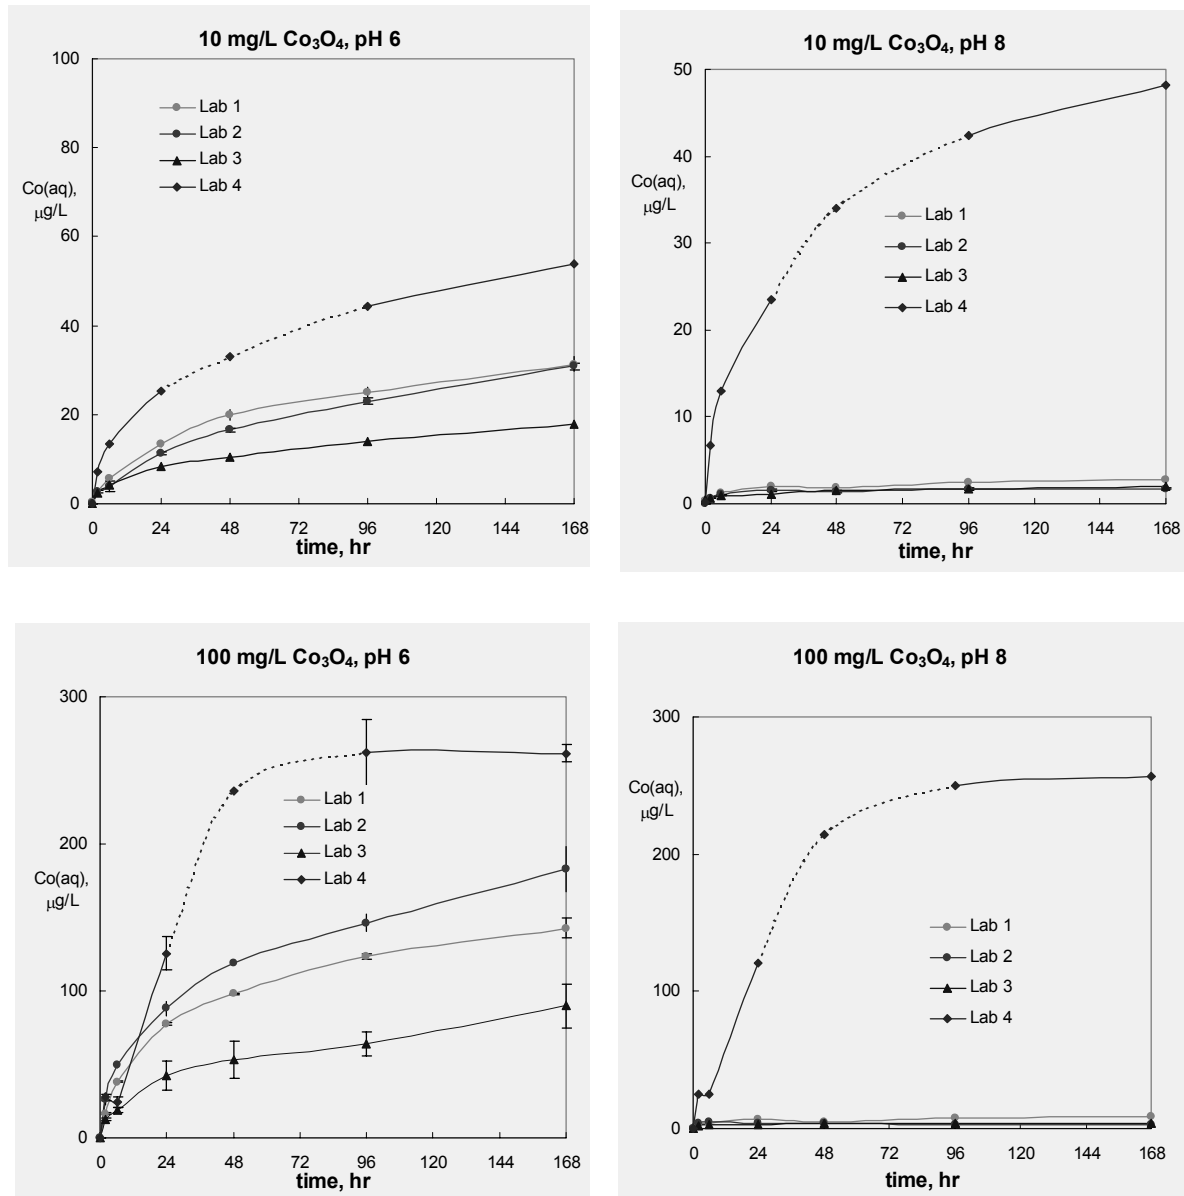 10 mg/L Co₃O₄, pH 6
100
80
60
40
20
0
Co(aq),
μg/L
Lab 1
Lab 2
Lab 3
Lab 4
0 24 48 72 96 120 144 168
time, hr
10 mg/L Co₃O₄, pH 8
50
40
30
20
10
0
Co(aq),
μg/L
Lab 1
Lab 2
Lab 3
Lab 4
0 24 48 72 96 120 144 168
time, hr
100 mg/L Co₃O₄, pH 6
300
200
100
0
Co(aq),
μg/L
Lab 1
Lab 2
Lab 3
Lab 4
0 24 48 72 96 120 144 168
time, hr
100 mg/L Co₃O₄, pH 8
300
200
100
0
Co(aq),
μg/L
Lab 1
Lab 2
Lab 3
Lab 4
0 24 48 72 96 120 144 168
time, hr